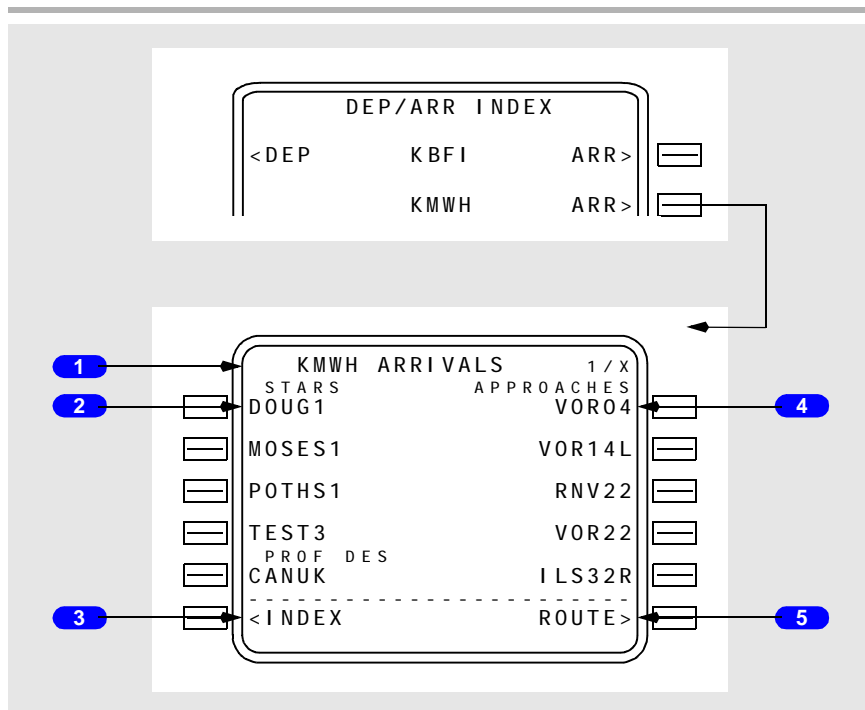 DEP/ARR INDEX
<DEP KBFI ARR>
KMWH ARR>
1 KMWH ARRIVALS 1/X
STARS APPROACHES
2 DOUG1 VOR04 4
MOSES1 VOR14L
POTHS1 RNV22
TEST3 VOR22
PROF DES
CANUK ILS32R
------------------------
3 <INDEX ROUTE> 5